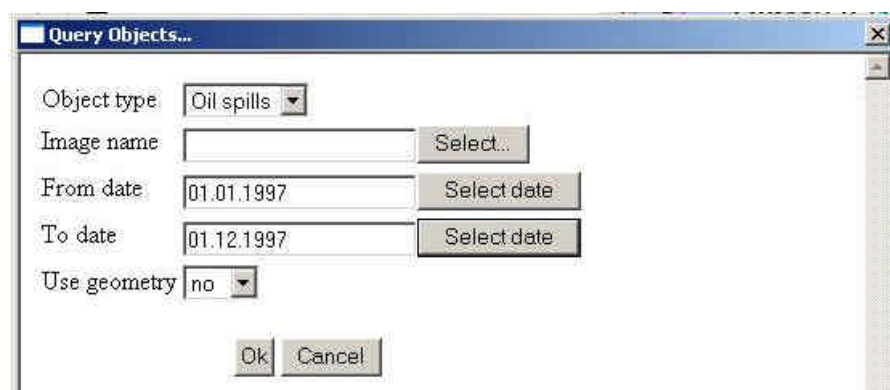 Query Objects...
Object type Oil spills
Image name Select...
From date 01.01.1997 Select date
To date 01.12.1997 Select date
Use geometry no
Ok Cancel